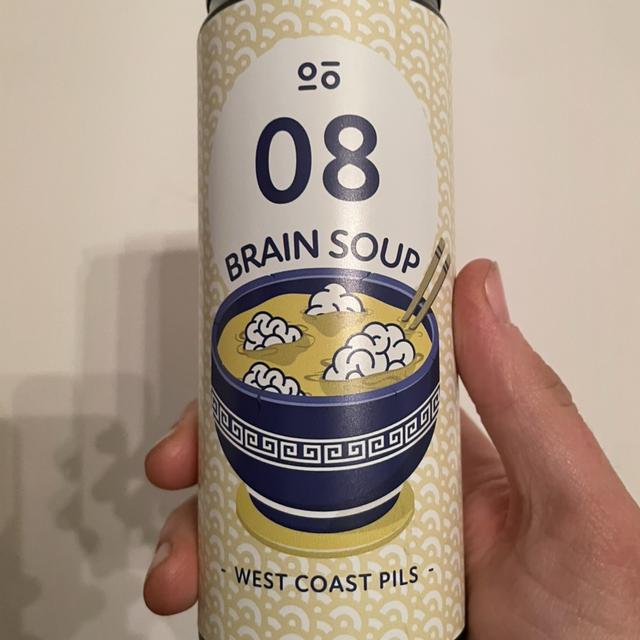 08
BRAIN SOUP
- WEST COAST PILS -